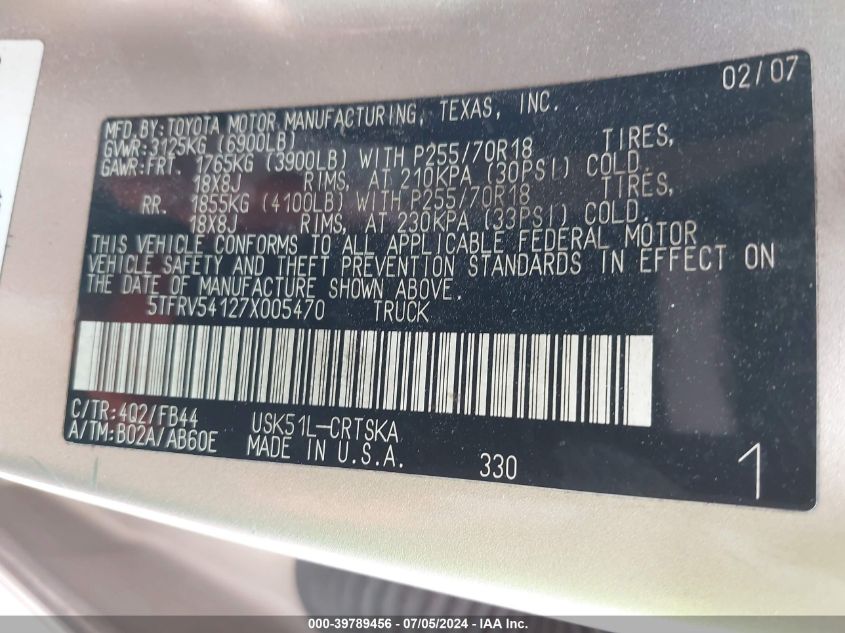 02/07
MFD. BY: TOYOTA MOTOR MANUFACTURING, TEXAS, INC.
GVWR: 3125KG (6900LB)
GAWR: FRT. 1765KG (3900LB) WITH P255/70R18 TIRES,
18X8J RIMS, AT 210KPA (30PSI) COLD.
RR. 1855KG (4100LB) WITH P255/70R18 TIRES,
18X8J RIMS, AT 230KPA (33PSI) COLD.
THIS VEHICLE CONFORMS TO ALL APPLICABLE FEDERAL MOTOR
VEHICLE SAFETY AND THEFT PREVENTION STANDARDS IN EFFECT ON
THE DATE OF MANUFACTURE SHOWN ABOVE.
5TFRV54127X005470 TRUCK
C/TR: 4Q2/FB44 USK51L-CRTSKA
A/TM: B02A/AB60E MADE IN U.S.A. 330 1
000-39789456 / 07/05/2024 - IAA Inc.